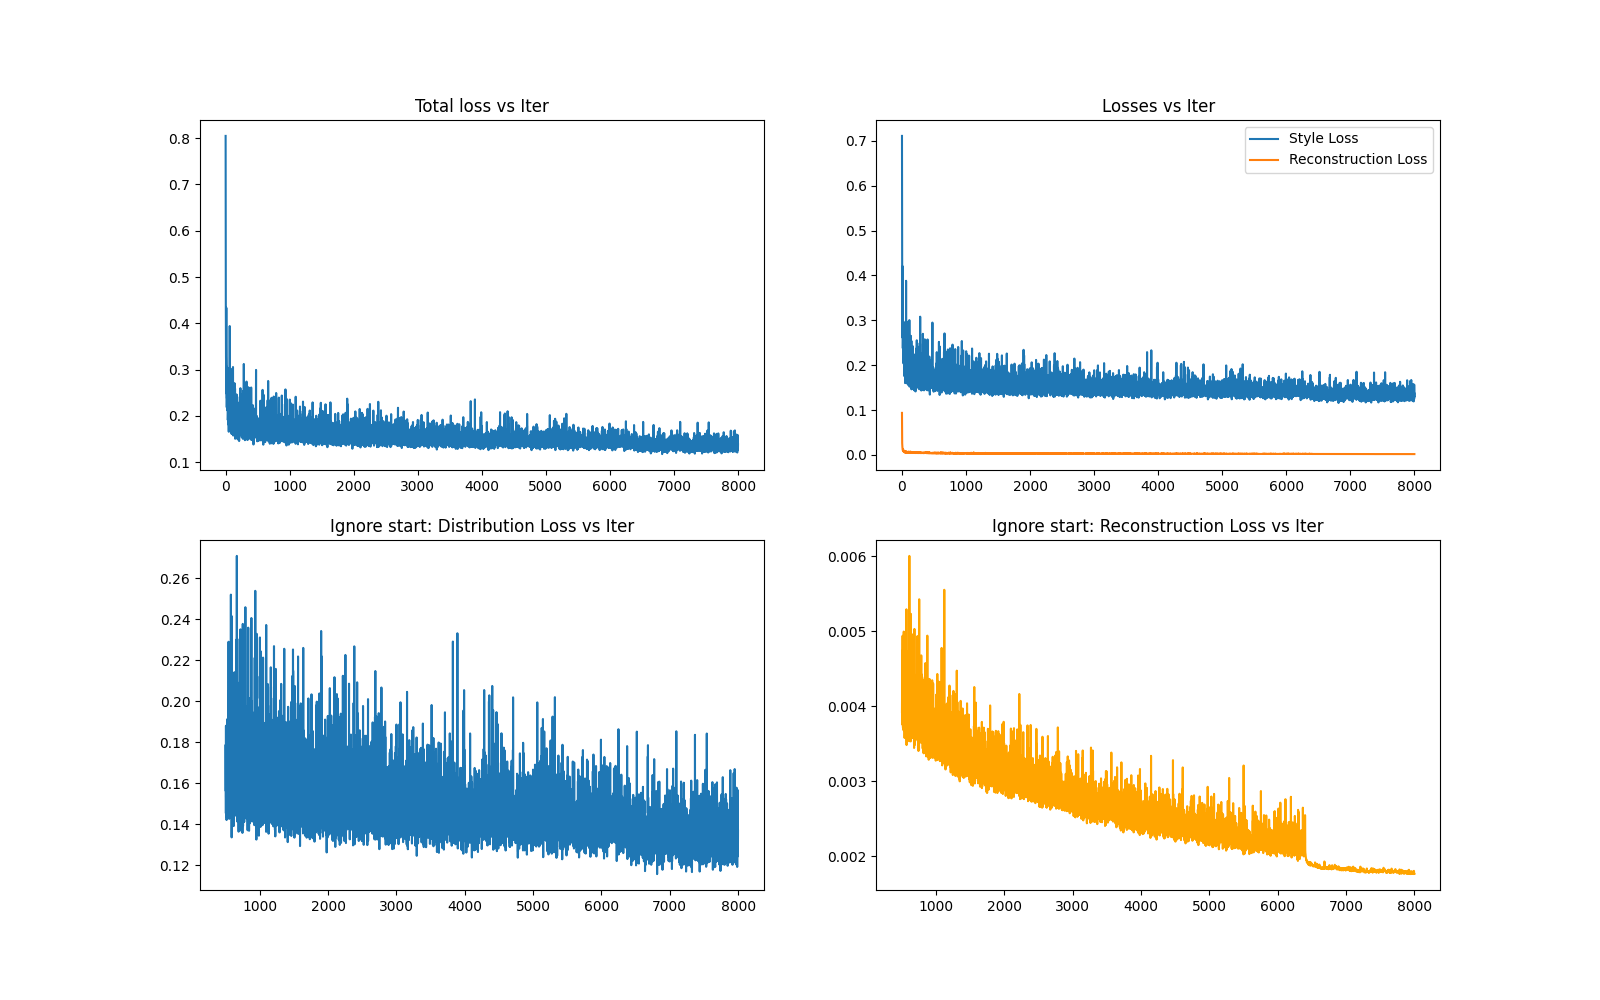 Total loss vs Iter
0.8
0.7
0.6
0.5
0.4
0.3
0.2
0.1
0 1000 2000 3000 4000 5000 6000 7000 8000
Losses vs Iter
Style Loss
Reconstruction Loss
0.7
0.6
0.5
0.4
0.3
0.2
0.1
0.0
0 1000 2000 3000 4000 5000 6000 7000 8000
Ignore start: Distribution Loss vs Iter
0.26
0.24
0.22
0.20
0.18
0.16
0.14
0.12
1000 2000 3000 4000 5000 6000 7000 8000
Ignore start: Reconstruction Loss vs Iter
0.006
0.005
0.004
0.003
0.002
1000 2000 3000 4000 5000 6000 7000 8000